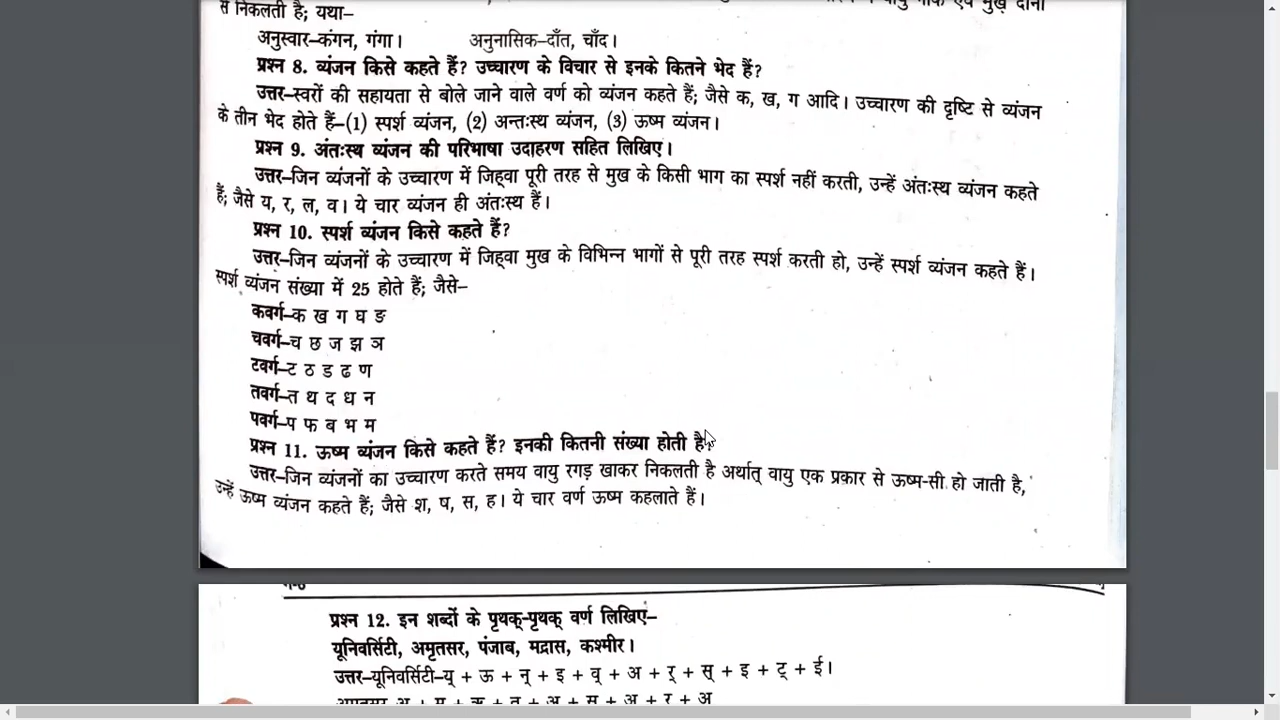 से निकलती है; यथा–
अनुस्वार–कंगन, गंगा। अनुनासिक–दाँत, चाँद।
प्रश्न 8. व्यंजन किसे कहते हैं? उच्चारण के विचार से इनके कितने भेद हैं?
उत्तर–स्वरों की सहायता से बोले जाने वाले वर्ण को व्यंजन कहते हैं; जैसे क, ख, ग आदि। उच्चारण की दृष्टि से व्यंजन
के तीन भेद होते हैं–(1) स्पर्श व्यंजन, (2) अन्तःस्थ व्यंजन, (3) ऊष्म व्यंजन।
प्रश्न 9. अंतःस्थ व्यंजन की परिभाषा उदाहरण सहित लिखिए।
उत्तर–जिन व्यंजनों के उच्चारण में जिह्वा पूरी तरह से मुख के किसी भाग का स्पर्श नहीं करती, उन्हें अंतःस्थ व्यंजन कहते
हैं; जैसे य, र, ल, व। ये चार व्यंजन ही अंतःस्थ हैं।
प्रश्न 10. स्पर्श व्यंजन किसे कहते हैं?
उत्तर–जिन व्यंजनों के उच्चारण में जिह्वा मुख के विभिन्न भागों से पूरी तरह स्पर्श करती हो, उन्हें स्पर्श व्यंजन कहते हैं।
स्पर्श व्यंजन संख्या में 25 होते हैं; जैसे–
कवर्ग–क ख ग घ ङ
चवर्ग–च छ ज झ ञ
टवर्ग–ट ठ ड ढ ण
तवर्ग–त थ द ध न
पवर्ग–प फ ब भ म
प्रश्न 11. ऊष्म व्यंजन किसे कहते हैं? इनकी कितनी संख्या होती है?
उत्तर–जिन व्यंजनों का उच्चारण करते समय वायु रगड़ खाकर निकलती है अर्थात् वायु एक प्रकार से ऊष्म-सी हो जाती है,
उन्हें ऊष्म व्यंजन कहते हैं; जैसे श, ष, स, ह। ये चार वर्ण ऊष्म कहलाते हैं।
प्रश्न 12. इन शब्दों के पृथक्-पृथक् वर्ण लिखिए–
यूनिवर्सिटी, अमृतसर, पंजाब, मद्रास, कश्मीर।
उत्तर–यूनिवर्सिटी–य् + ऊ + न् + इ + व् + अ + र् + स् + इ + ट् + ई।